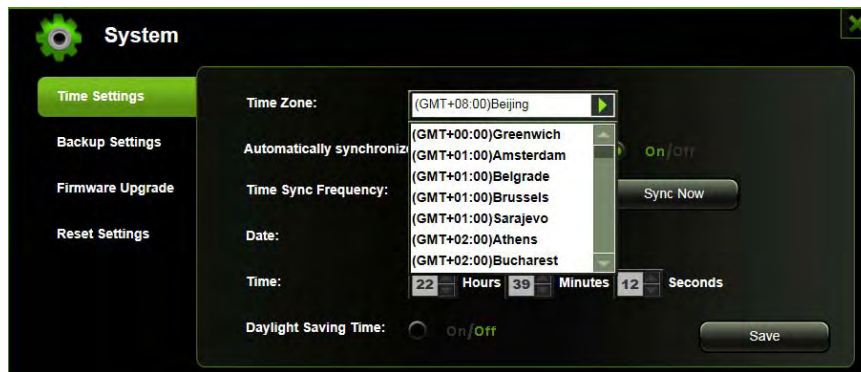 System
Time Settings
Backup Settings
Firmware Upgrade
Reset Settings
Time Zone: (GMT+08:00)Beijing
(GMT+00:00)Greenwich
(GMT+01:00)Amsterdam
(GMT+01:00)Belgrade
(GMT+01:00)Brussels
(GMT+01:00)Sarajevo
(GMT+02:00)Athens
(GMT+02:00)Bucharest
Automatically On/Off
Time Sync Frequency: Sync Now
Date:
Time: 22 Hours 39 Minutes 12 Seconds
Daylight Saving Time: On/Off
Save